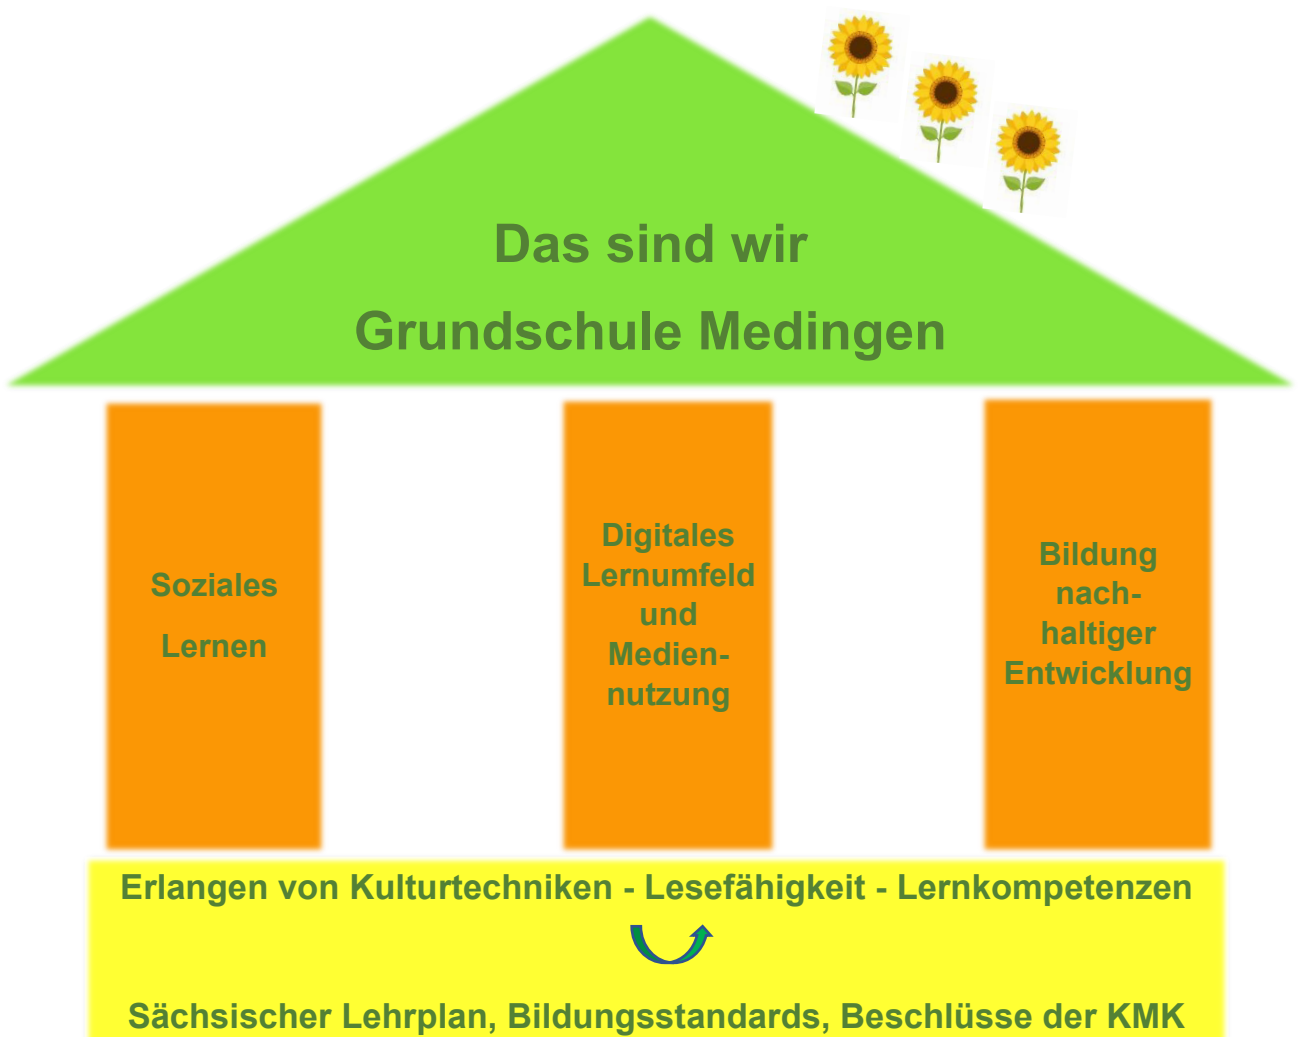 Das sind wir
Grundschule Medingen
Soziales
Lernen
Digitales
Lernumfeld
und
Medien-
nutzung
Bildung
nach-
haltiger
Entwicklung
Erlangen von Kulturtechniken - Lesefähigkeit - Lernkompetenzen
Sächsischer Lehrplan, Bildungsstandards, Beschlüsse der KMK